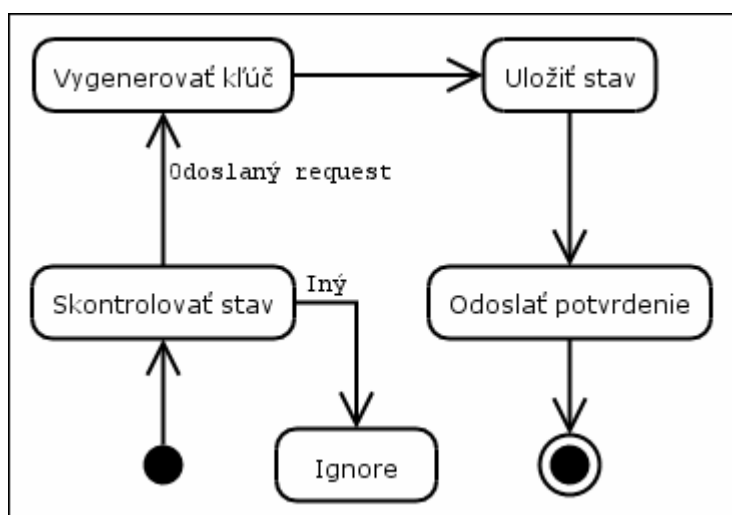 Vygenerovať kľúč
Uložiť stav
Odoslaný request
Skontrolovať stav
Iný
Odoslať potvrdenie
Ignore